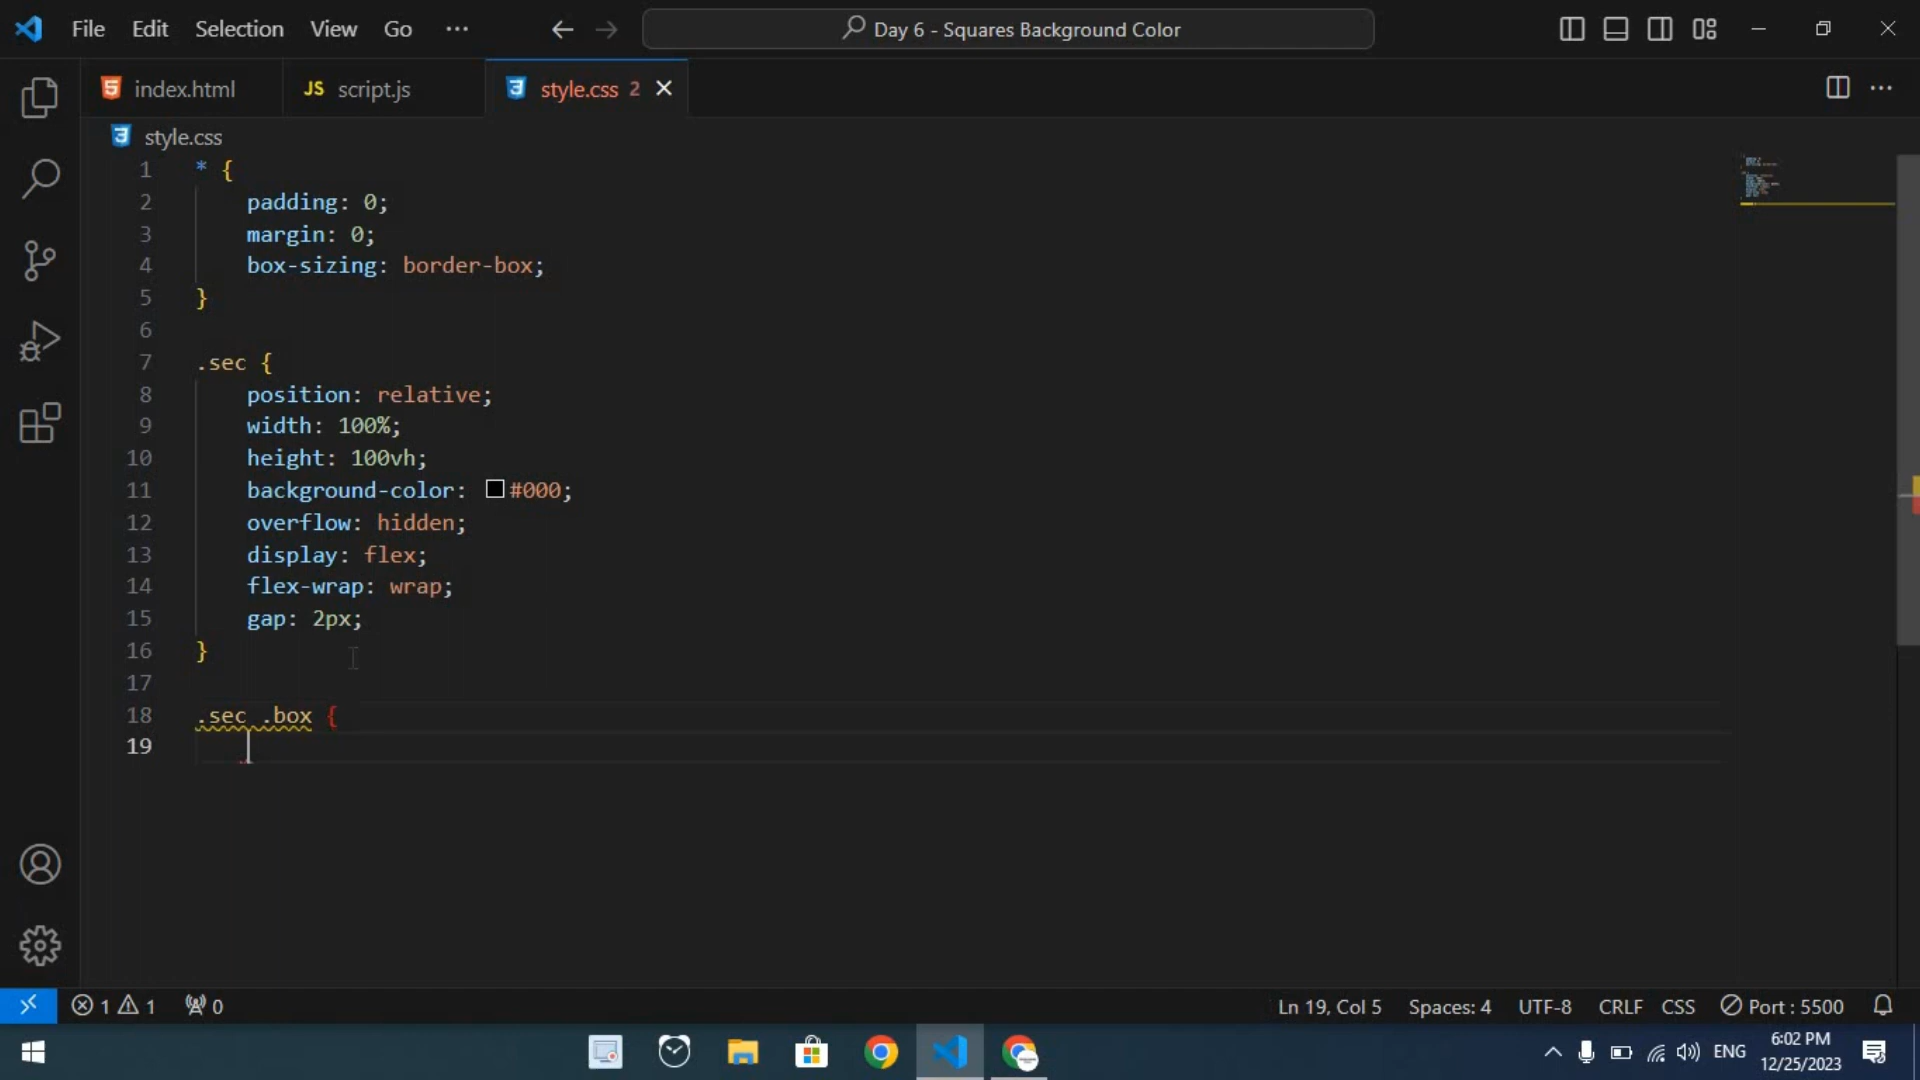 File Edit Selection View Go ···
Day 6 - Squares Background Color
index.html
JS script.js
style.css 2
style.css
1 * {
2 padding: 0;
3 margin: 0;
4 box-sizing: border-box;
5 }
6
7 .sec {
8 position: relative;
9 width: 100%;
10 height: 100vh;
11 background-color: #000;
12 overflow: hidden;
13 display: flex;
14 flex-wrap: wrap;
15 gap: 2px;
16 }
17
18 .sec .box {
19
1 1 0
Ln 19, Col 5 Spaces: 4 UTF-8 CRLF CSS Port : 5500
ENG
6:02 PM
12/25/2023